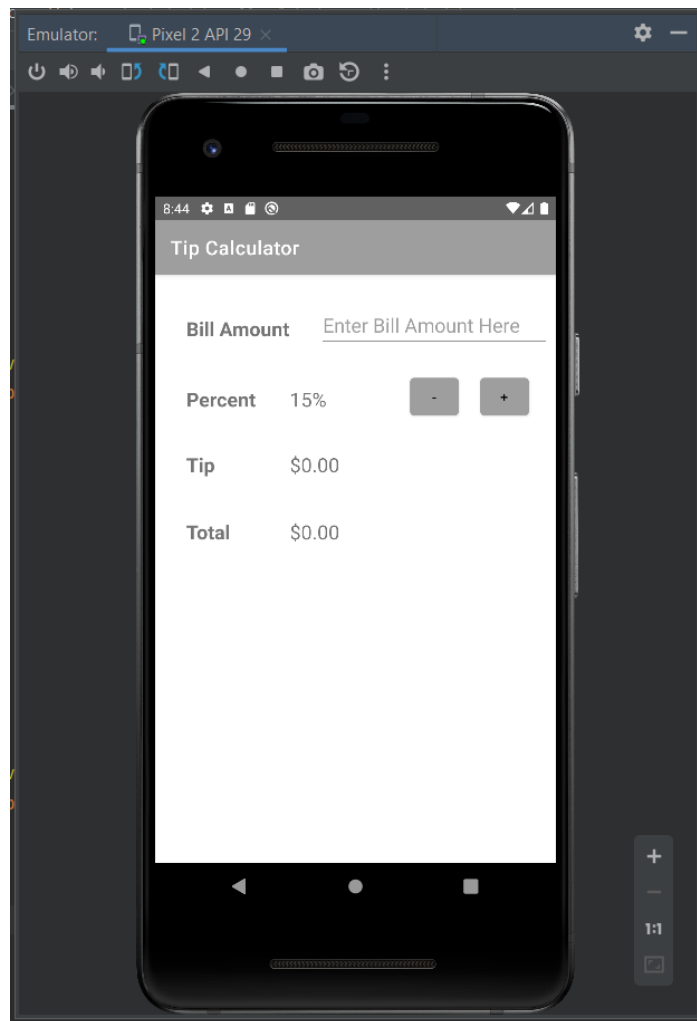 Emulator: Pixel 2 API 29
8:44
Tip Calculator
Bill Amount Enter Bill Amount Here
Percent 15% - +
Tip $0.00
Total $0.00
1:1